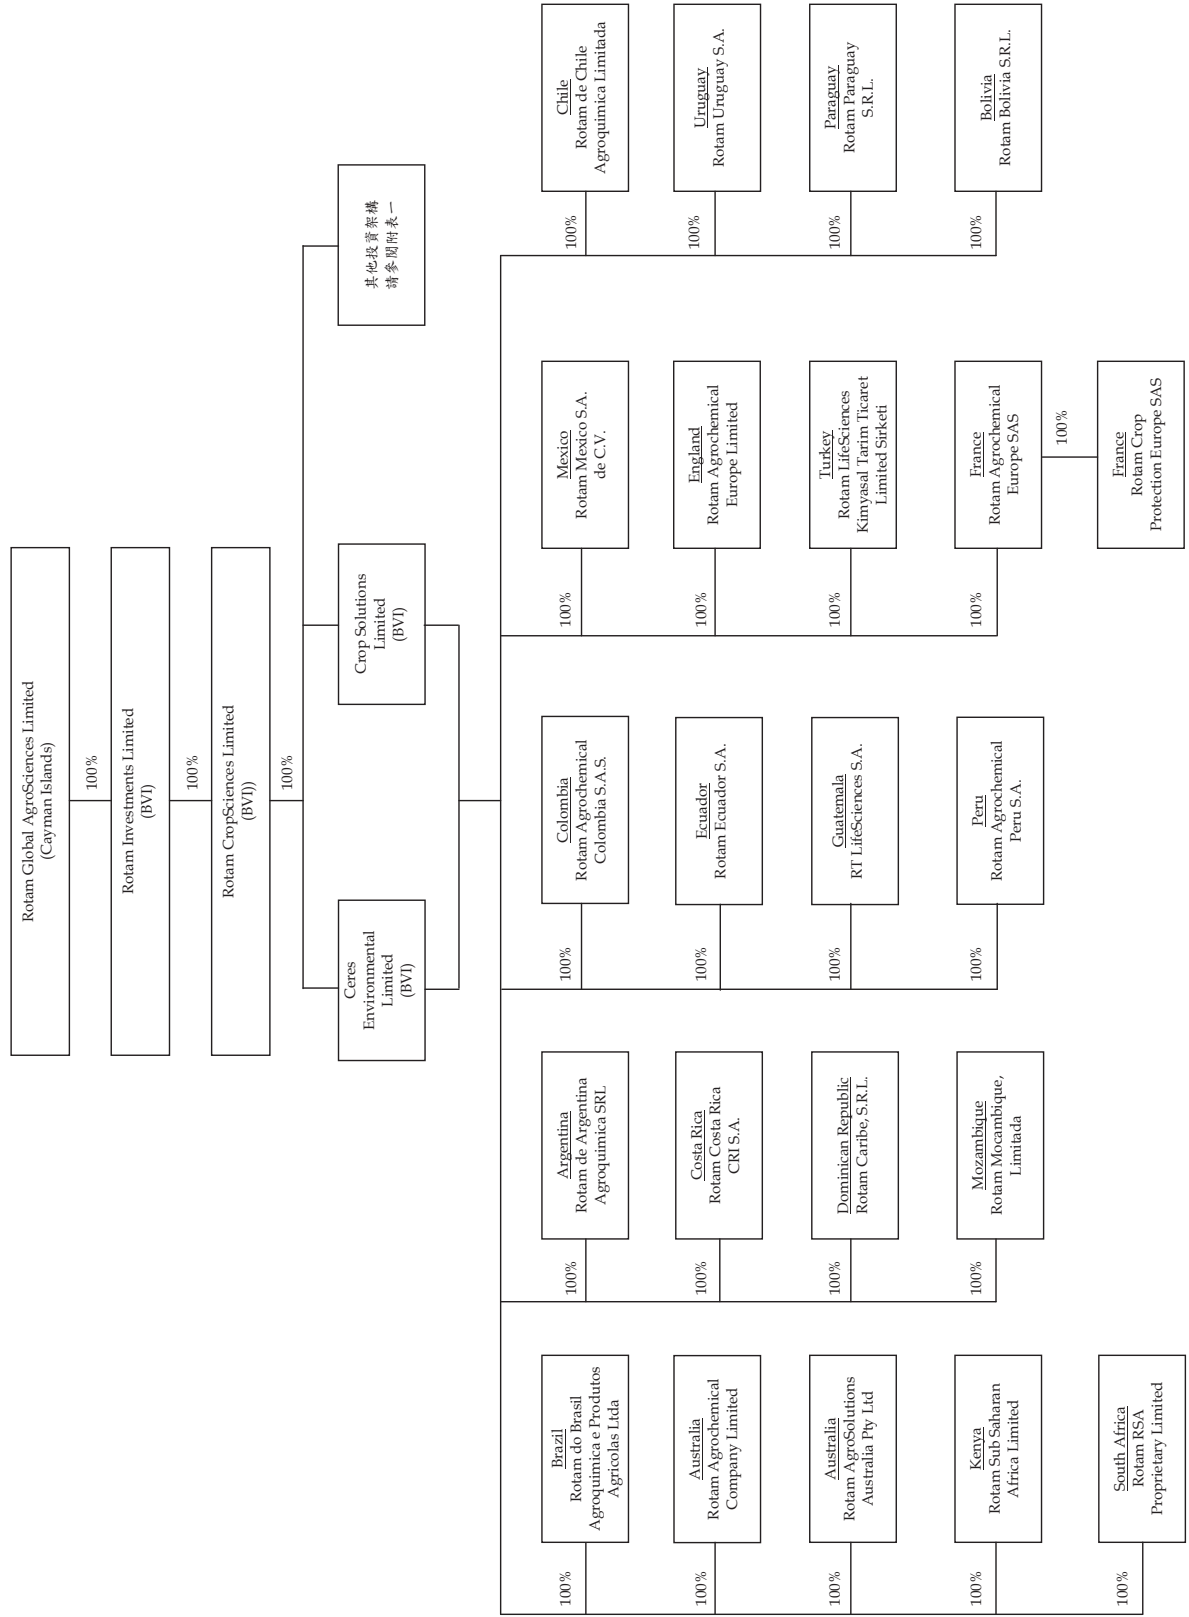 Rotam Global AgroSciences Limited
(Cayman Islands)
100%
Rotam Investments Limited
(BVI)
100%
Rotam CropSciences Limited
(BVI))
100%
Ceres
Environmental
Limited
(BVI)
Crop Solutions
Limited
(BVI)
其他投資架構
請參閱附表一
100%
Brazil
Rotam do Brasil
Agroquimica e Produtos
Agricolas Ltda
100%
Australia
Rotam Agrochemical
Company Limited
100%
Australia
Rotam AgroSolutions
Australia Pty Ltd
100%
Kenya
Rotam Sub Saharan
Africa Limited
100%
South Africa
Rotam RSA
Proprietary Limited
100%
Argentina
Rotam de Argentina
Agroquimica SRL
100%
Costa Rica
Rotam Costa Rica
CRI S.A.
100%
Dominican Republic
Rotam Caribe, S.R.L.
100%
Mozambique
Rotam Mocambique,
Limitada
100%
Colombia
Rotam Agrochemical
Colombia S.A.S.
100%
Ecuador
Rotam Ecuador S.A.
100%
Guatemala
RT LifeSciences S.A.
100%
Peru
Rotam Agrochemical
Peru S.A.
100%
Mexico
Rotam Mexico S.A.
de C.V.
100%
England
Rotam Agrochemical
Europe Limited
100%
Turkey
Rotam LifeSciences
Kimyasal Tarim Ticaret
Limited Sirketi
100%
France
Rotam Agrochemical
Europe SAS
100%
France
Rotam Crop
Protection Europe SAS
100%
Chile
Rotam de Chile
Agroquimica Limitada
100%
Uruguay
Rotam Uruguay S.A.
100%
Paraguay
Rotam Paraguay
S.R.L.
100%
Bolivia
Rotam Bolivia S.R.L.